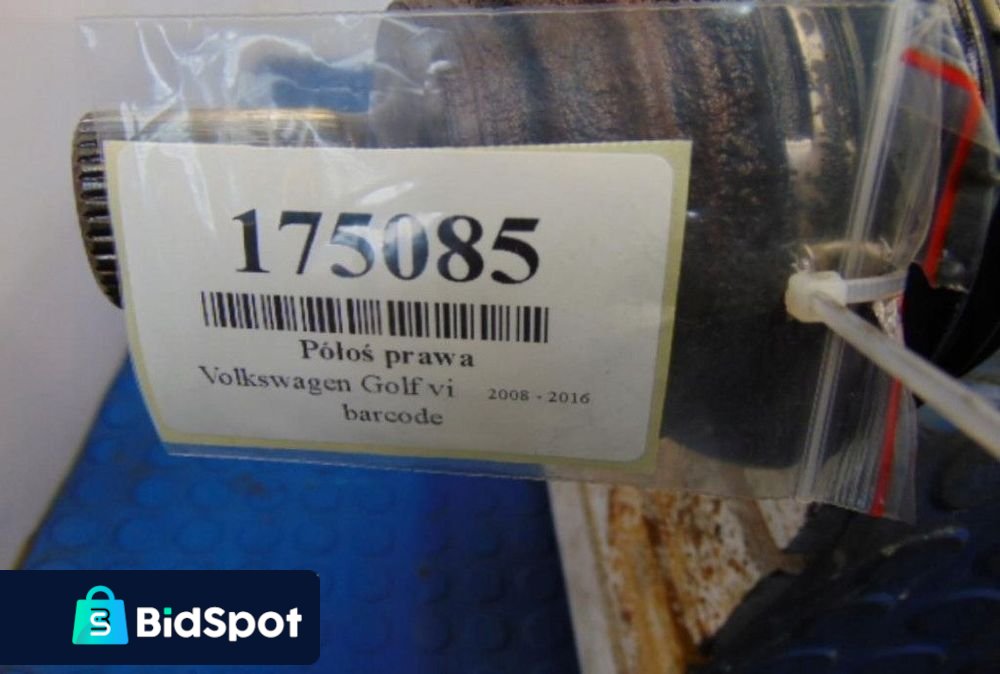 175085
Półoś prawa
Volkswagen Golf vi 2008 - 2016
barcode
BidSpot